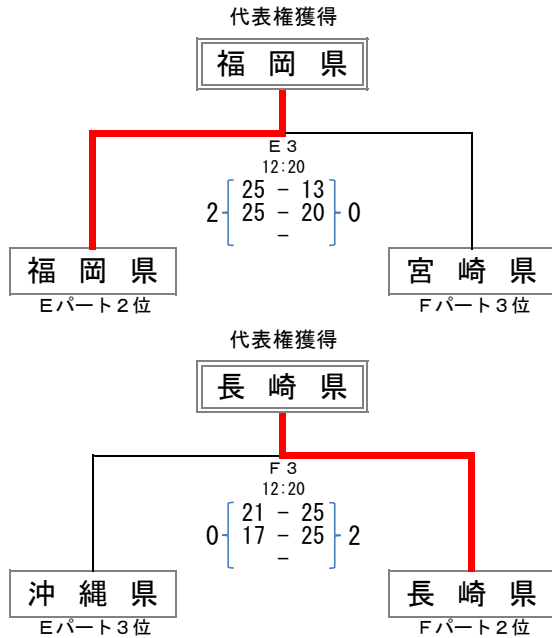 代表権獲得
福岡県
E3
12:20
25 - 13
2 25 - 20 0
-
福岡県 宮崎県
Eパート2位 Fパート3位
代表権獲得
長崎県
F3
12:20
21 - 25
0 17 - 25 2
-
沖縄県 長崎県
Eパート3位 Fパート2位